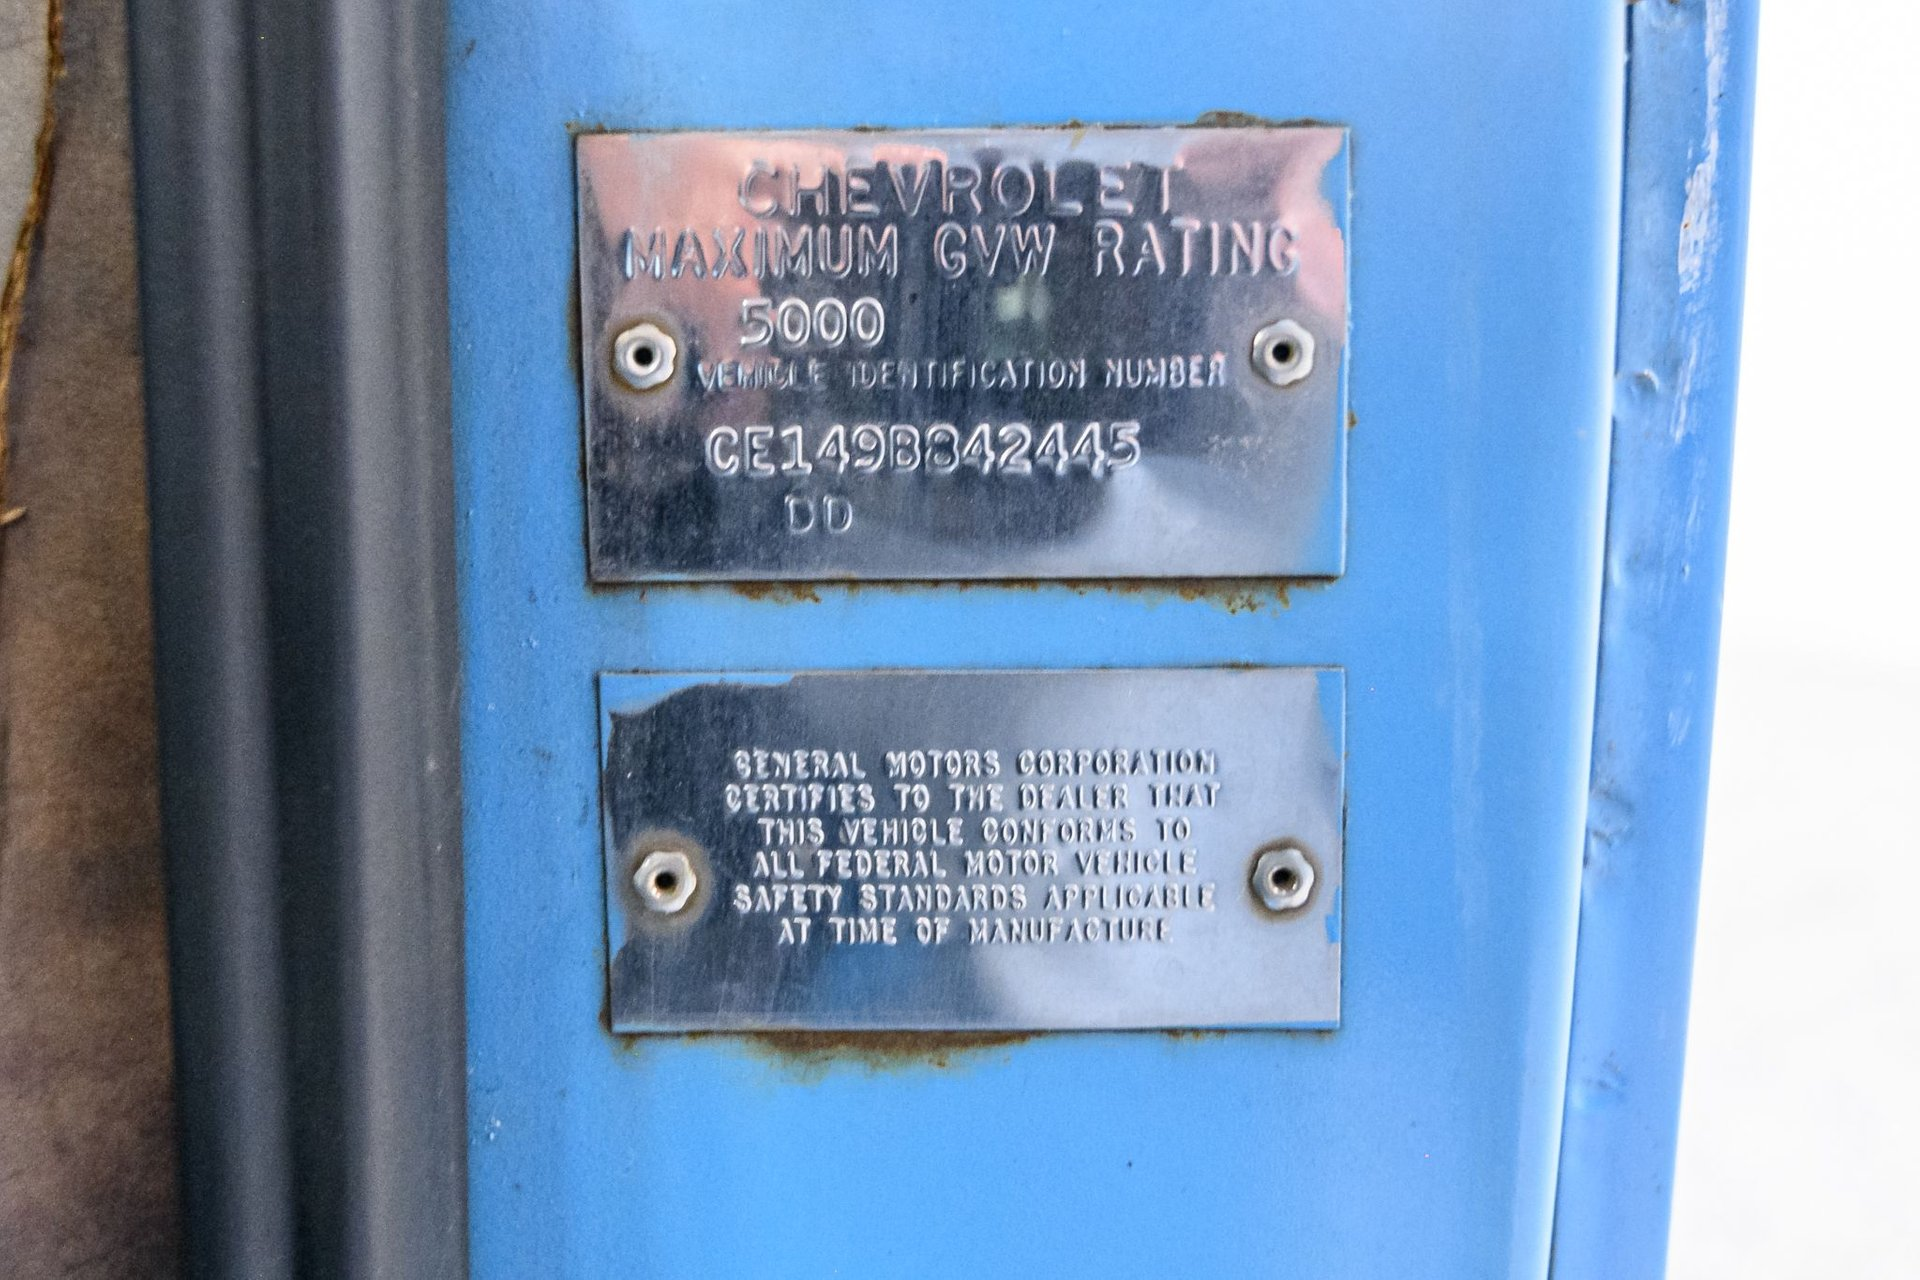 CHEVROLET
MAXIMUM GVW RATING
5000
VEHICLE IDENTIFICATION NUMBER
CE149B842445
DD
GENERAL MOTORS CORPORATION
CERTIFIES TO THE DEALER THAT
THIS VEHICLE CONFORMS TO
ALL FEDERAL MOTOR VEHICLE
SAFETY STANDARDS APPLICABLE
AT TIME OF MANUFACTURE